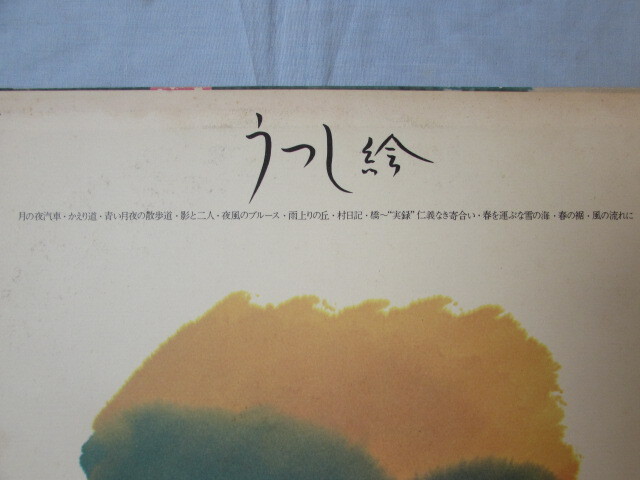 うつし絵
月の夜汽車・かえり道・青い月夜の散歩道・影と二人・夜風のブルース・雨上りの丘・村日記・橋〜“実録”仁義なき寄合い・春を運ぶな雪の海・春の裾・風の流れに